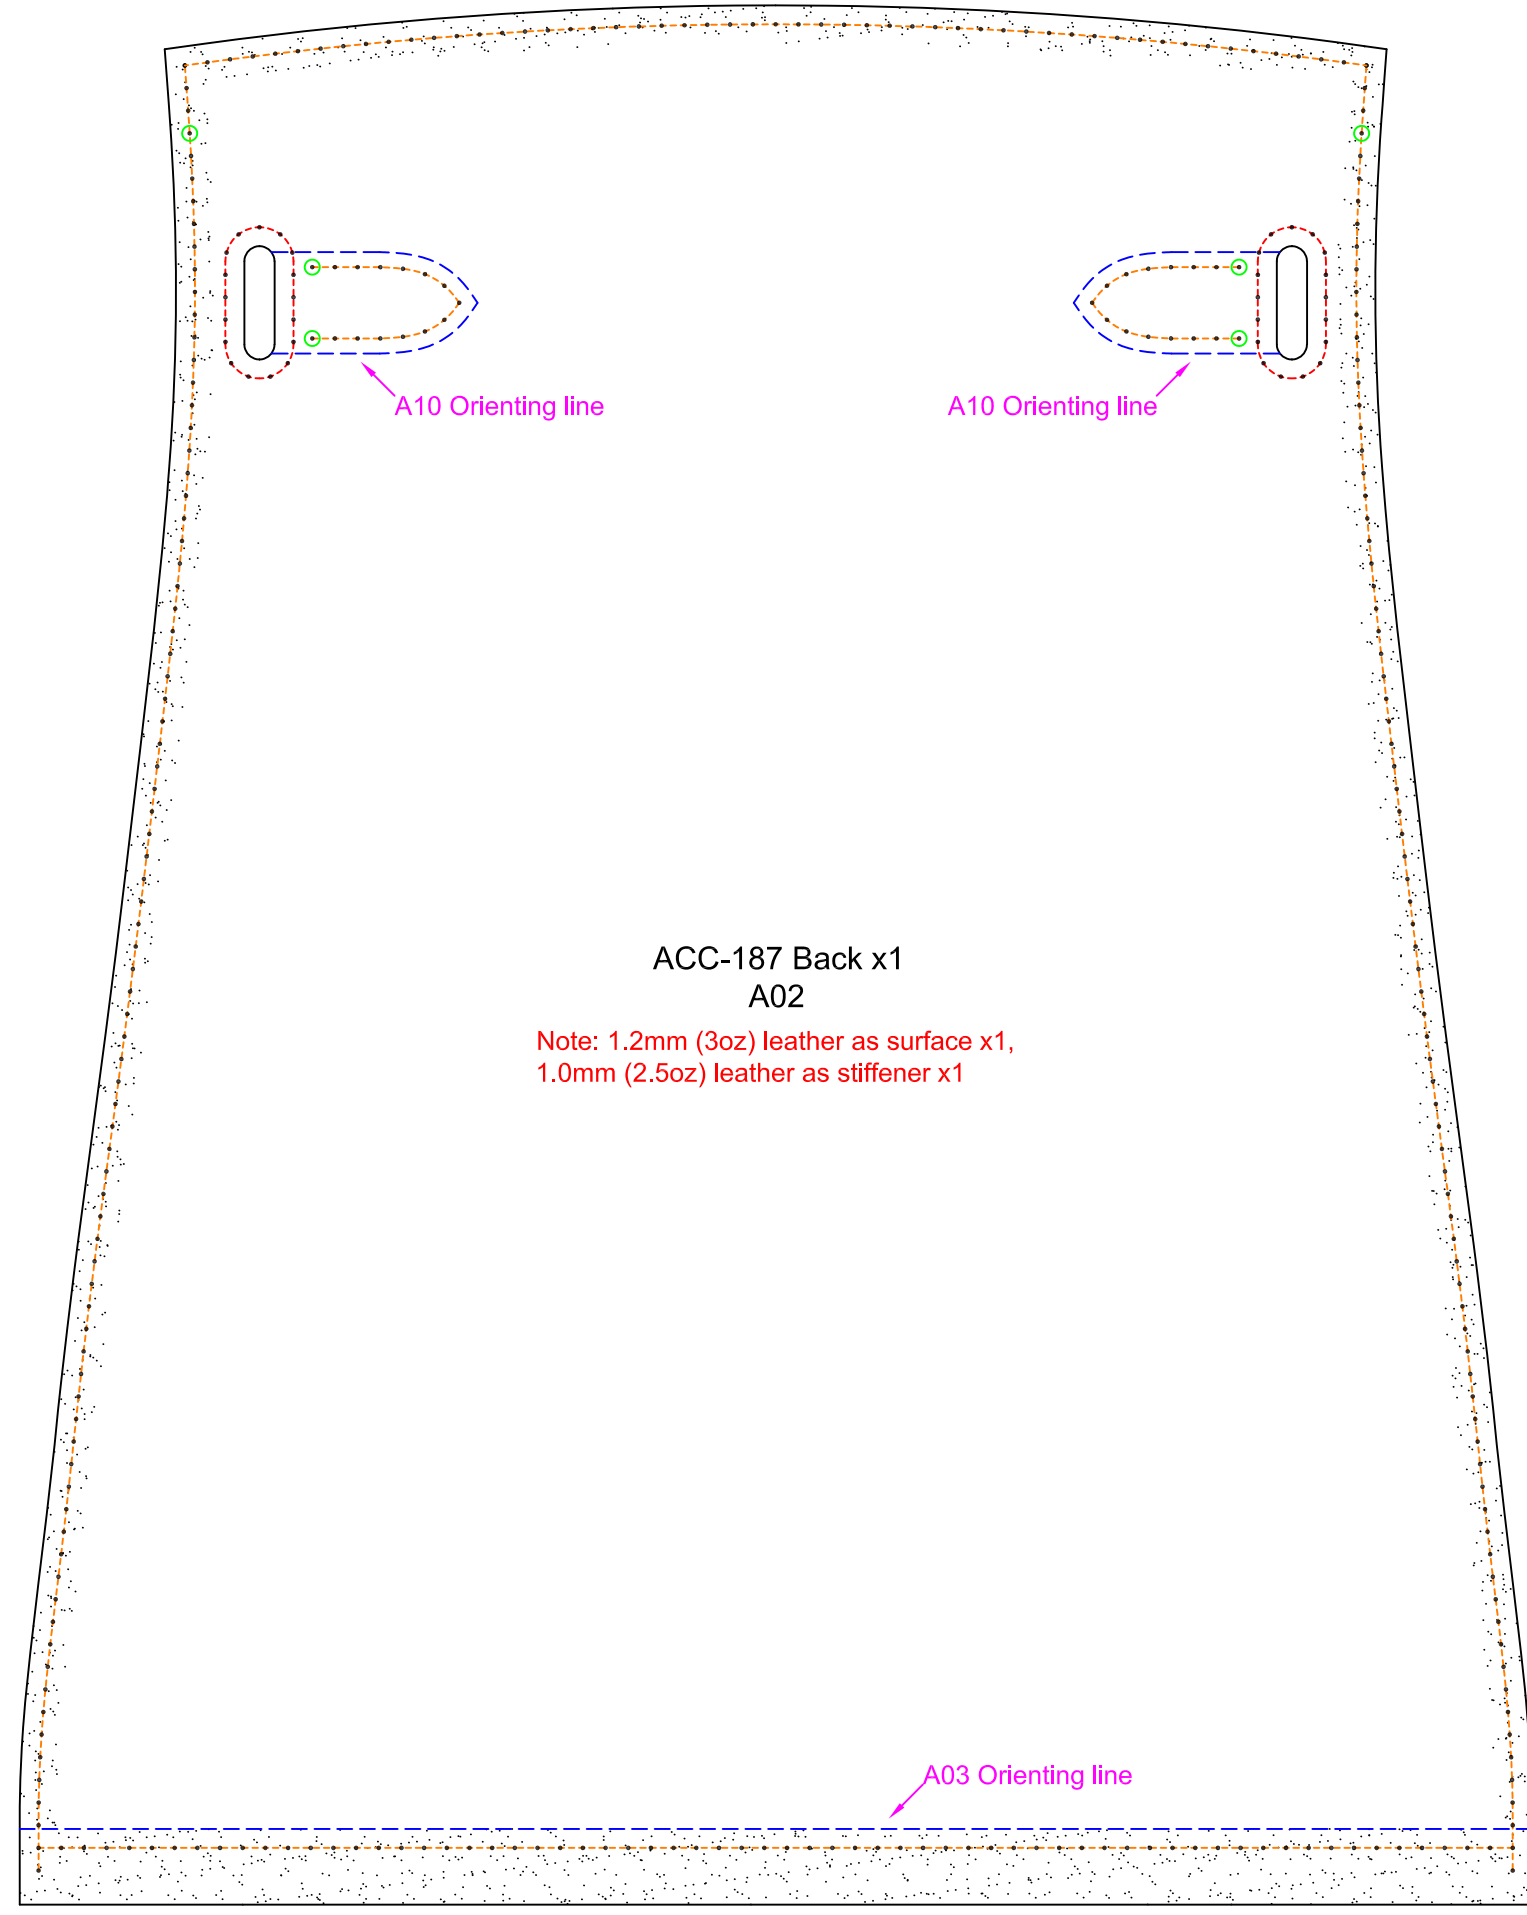 A10 Orienting line
A10 Orienting line
ACC-187 Back x1
A02
Note: 1.2mm (3oz) leather as surface x1,
1.0mm (2.5oz) leather as stiffener x1
A03 Orienting line